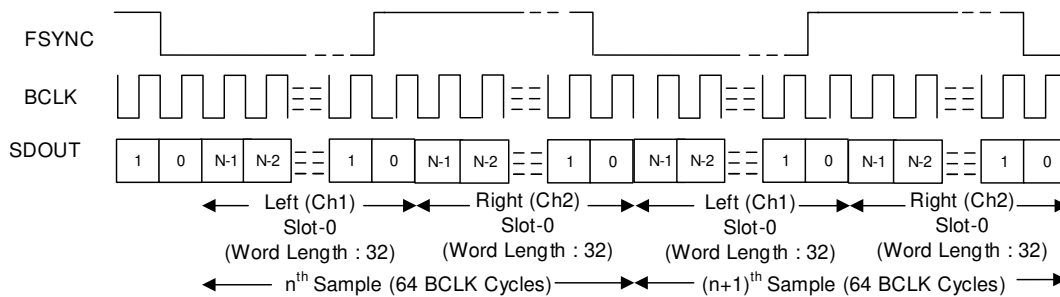 FSYNC
BCLK
SDOUT
1 0 N-1 N-2 1 0 N-1 N-2 1 0 N-1 N-2 1 0 N-1 N-2 1 0
Left (Ch1) Right (Ch2) Left (Ch1) Right (Ch2)
Slot-0 Slot-0 Slot-0 Slot-0
(Word Length : 32) (Word Length : 32) (Word Length : 32) (Word Length : 32)
nth Sample (64 BCLK Cycles) (n+1)th Sample (64 BCLK Cycles)